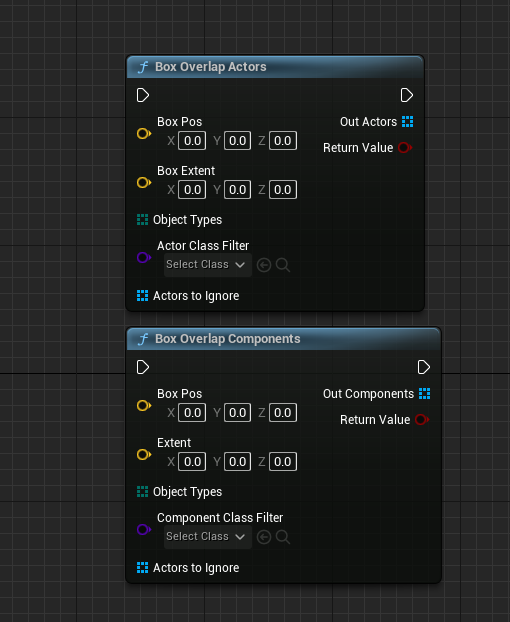 Box Overlap Actors
Box Pos
Out Actors
X 0.0 Y 0.0 Z 0.0
Return Value
Box Extent
X 0.0 Y 0.0 Z 0.0
Object Types
Actor Class Filter
Select Class
Actors to Ignore
Box Overlap Components
Box Pos
Out Components
X 0.0 Y 0.0 Z 0.0
Return Value
Extent
X 0.0 Y 0.0 Z 0.0
Object Types
Component Class Filter
Select Class
Actors to Ignore